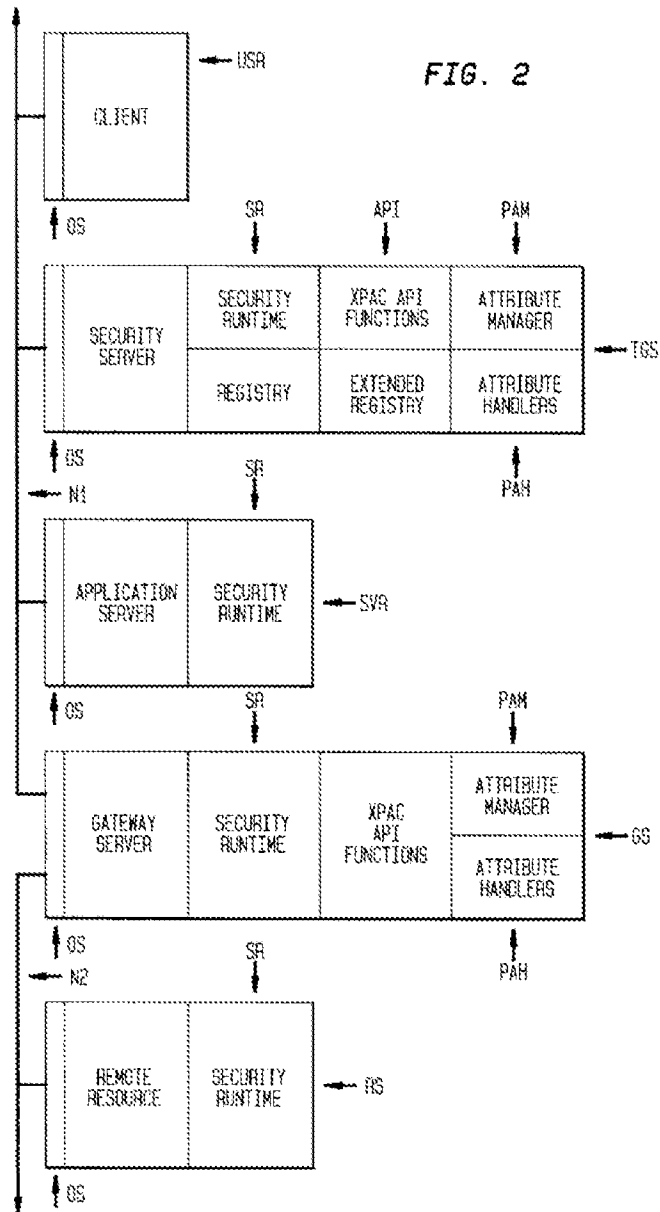 FIG. 2
USR
CLIENT
OS
SR
API
PAM
SECURITY
SERVER
SECURITY
RUNTIME
XPAC API
FUNCTIONS
ATTRIBUTE
MANAGER
TGS
REGISTRY
EXTENDED
REGISTRY
ATTRIBUTE
HANDLERS
OS
SR
PAH
N1
APPLICATION
SERVER
SECURITY
RUNTIME
SVR
OS
SR
PAM
GATEWAY
SERVER
SECURITY
RUNTIME
XPAC
API
FUNCTIONS
ATTRIBUTE
MANAGER
GS
ATTRIBUTE
HANDLERS
OS
SR
PAH
N2
REMOTE
RESOURCE
SECURITY
RUNTIME
RS
OS